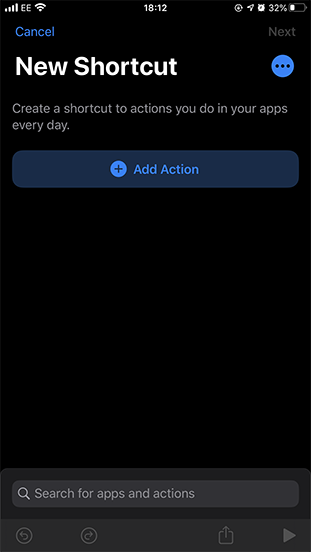 EE 18:12 32%
Cancel Next
New Shortcut
Create a shortcut to actions you do in your apps
every day.
Add Action
Search for apps and actions